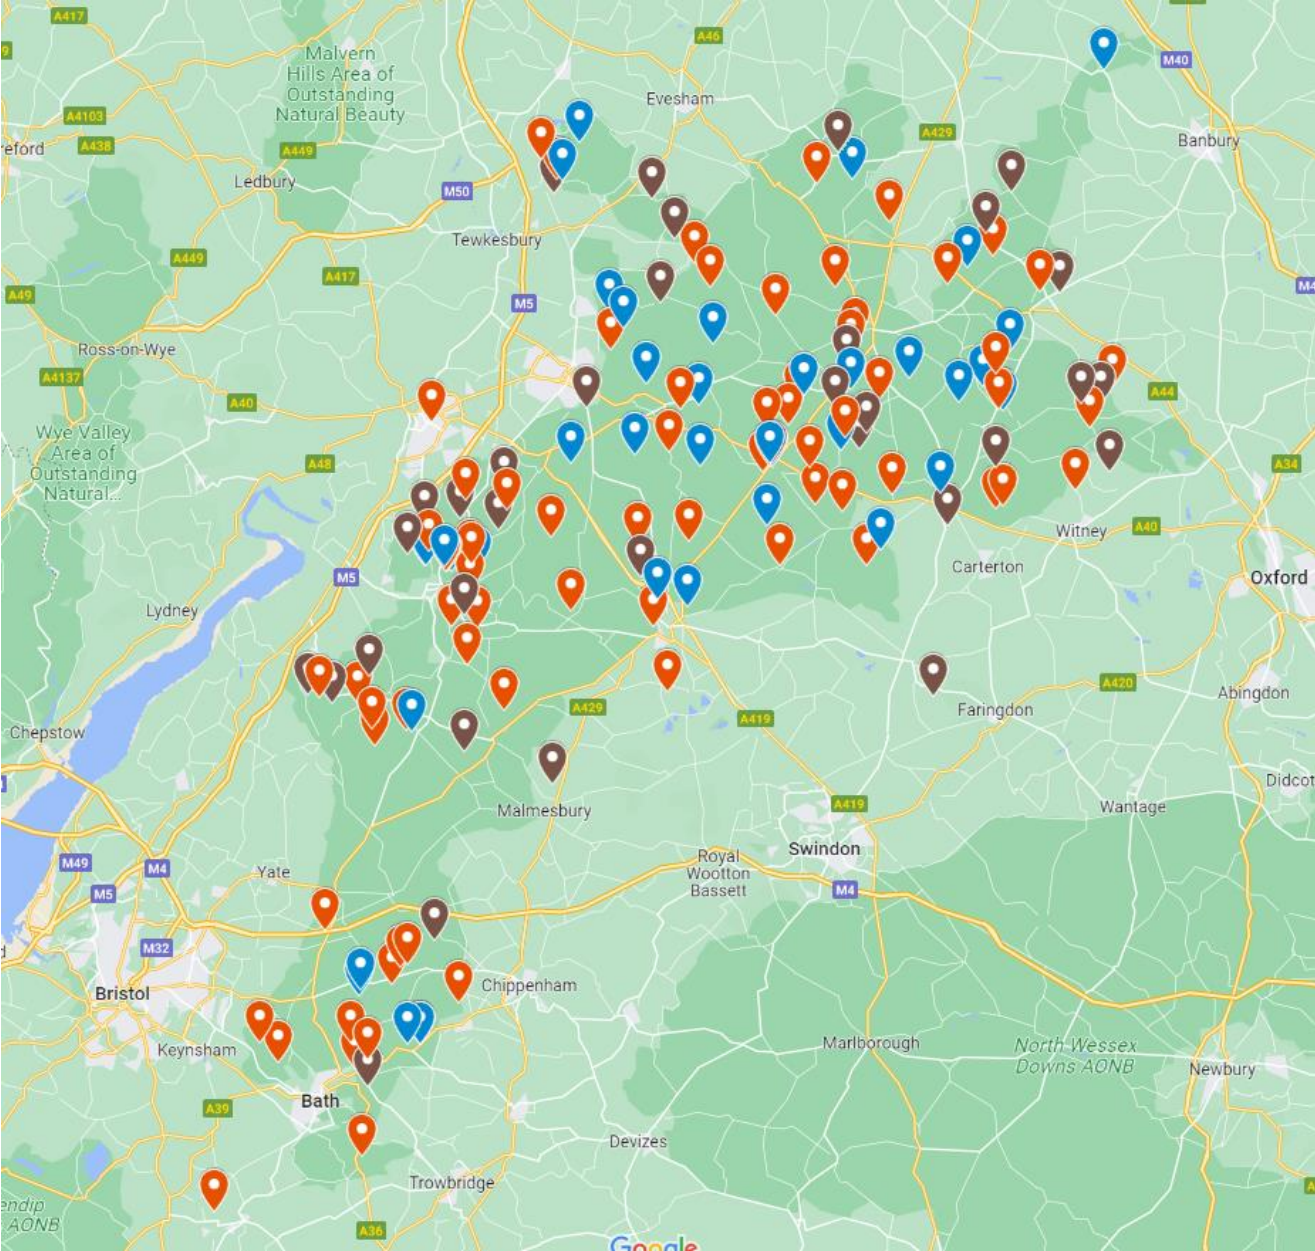 A417
A46
M40
Malvern
Hills Area of
Outstanding
Natural Beauty
Evesham
A4103
A429
Banbury
A438
A449
Ledbury
M50
Tewkesbury
A449
A417
A49
M5
Ross-on-Wye
A4137
A40
A44
Wye Valley
Area of
Outstanding
Natural...
A48
A34
Witney
A40
Carterton
Oxford
M5
Lydney
A420
Abingdon
A429
A419
Faringdon
Chepstow
Didcot
Malmesbury
A419
Wantage
Swindon
M49
M4
Yate
Royal
Wootton
Bassett
M5
M4
M32
Bristol
Chippenham
Keynsham
Marlborough
North Wessex
Downs AONB
Newbury
Bath
A39
Devizes
Trowbridge
AONB
A36
Google